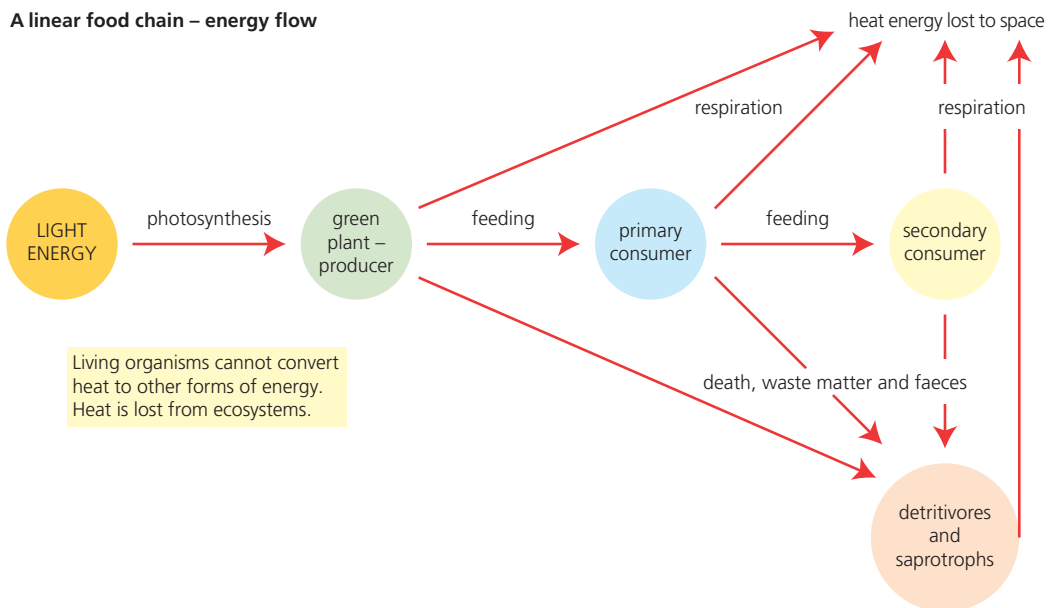 A linear food chain – energy flow
heat energy lost to space
respiration
respiration
photosynthesis
feeding
feeding
LIGHT
ENERGY
green
plant –
producer
primary
consumer
secondary
consumer
Living organisms cannot convert
heat to other forms of energy.
Heat is lost from ecosystems.
death, waste matter and faeces
detritivores
and
saprotrophs